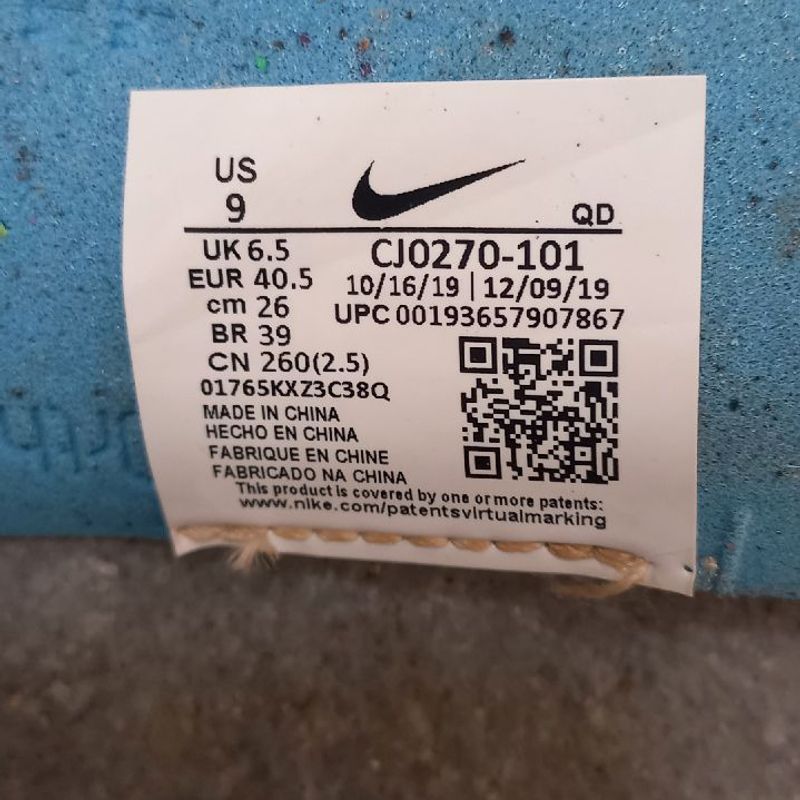 US
9
QD
UK 6.5
EUR 40.5
cm 26
BR 39
CN 260(2.5)
CJ0270-101
10/16/19 | 12/09/19
UPC 00193657907867
01765KXZ3C38Q
MADE IN CHINA
HECHO EN CHINA
FABRIQUE EN CHINE
FABRICADO NA CHINA
This product is covered by one or more patents:
www.nike.com/patentsvirtualmarking